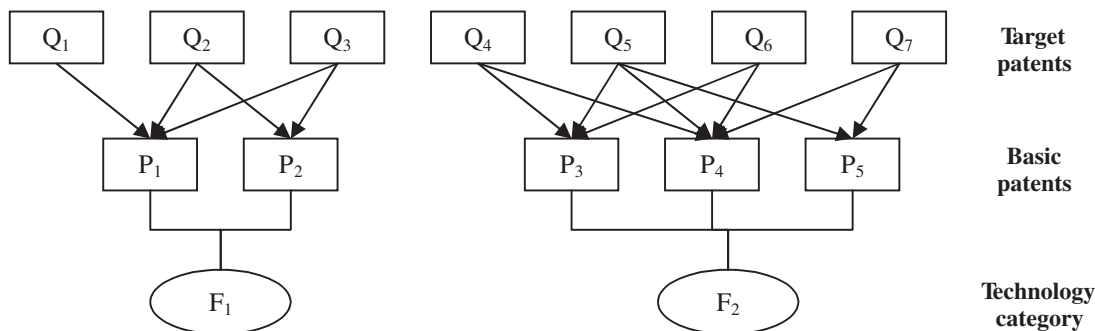 Q₁ Q₂ Q₃ Q₄ Q₅ Q₆ Q₇ Target
patents
P₁ P₂ P₃ P₄ P₅ Basic
patents
F₁ F₂ Technology
category